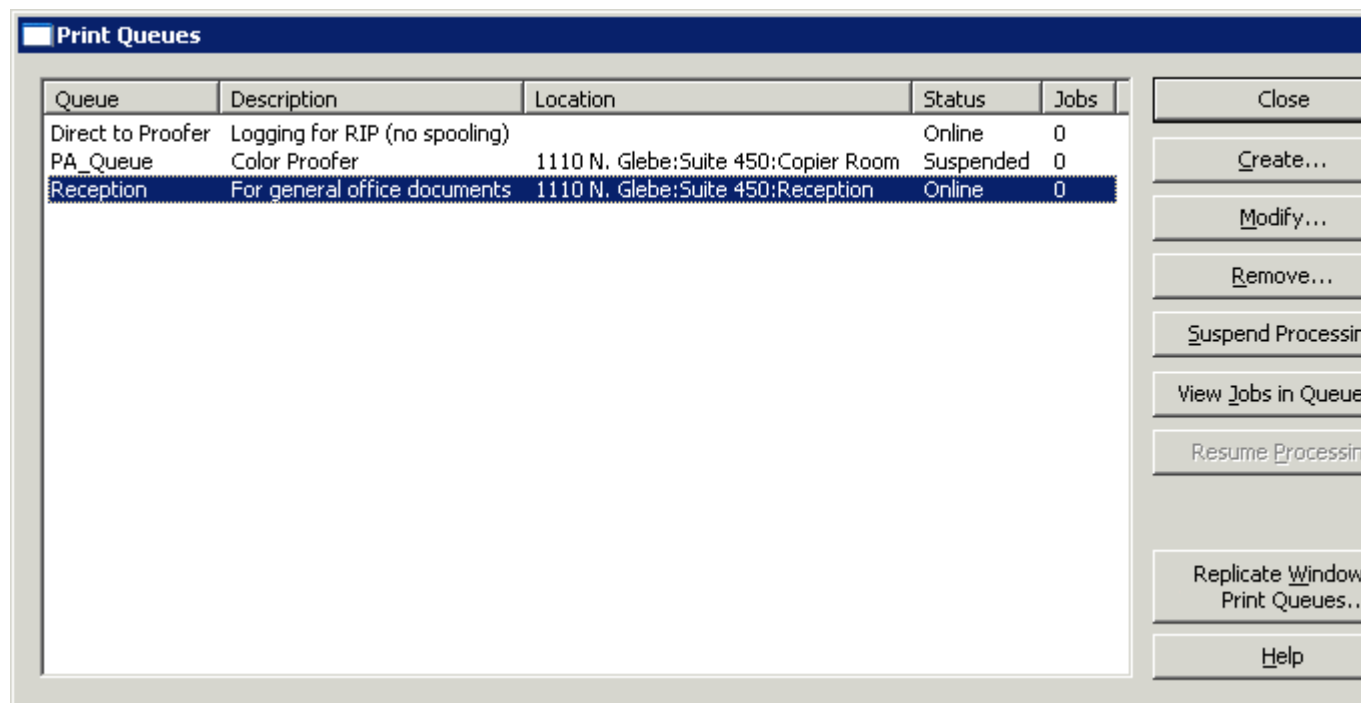 Print Queues
Queue Description Location Status Jobs
Direct to Proofer Logging for RIP (no spooling) Online 0
PA_Queue Color Proofer 1110 N. Glebe:Suite 450:Copier Room Suspended 0
Reception For general office documents 1110 N. Glebe:Suite 450:Reception Online 0
Close
Create...
Modify...
Remove...
Suspend Processin
View Jobs in Queue
Resume Processin
Replicate Window
Print Queues..
Help